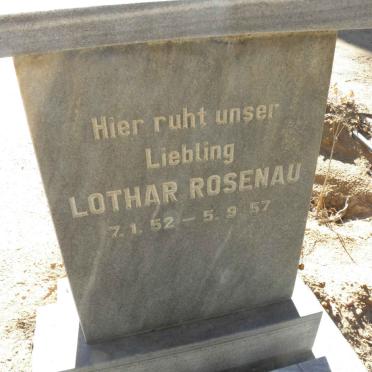 Hier ruht unser
Liebling
LOTHAR ROSENAU
7. 1. 52 – 5. 9. 57